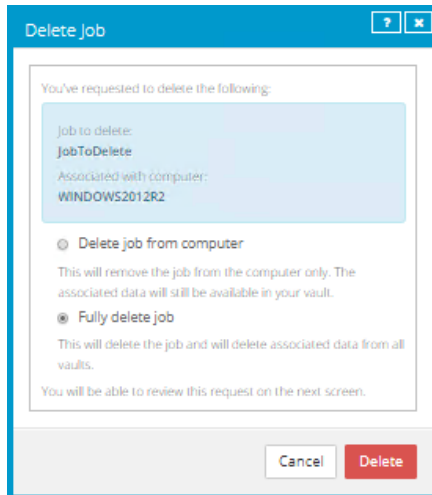 Delete Job
?
×
You've requested to delete the following:
Job to delete:
JobToDelete
Associated with computer:
WINDOWS2012R2
Delete job from computer
This will remove the job from the computer only. The
associated data will still be available in your vault.
Fully delete job
This will delete the job and will delete associated data from all
vaults.
You will be able to review this request on the next screen.
Cancel
Delete